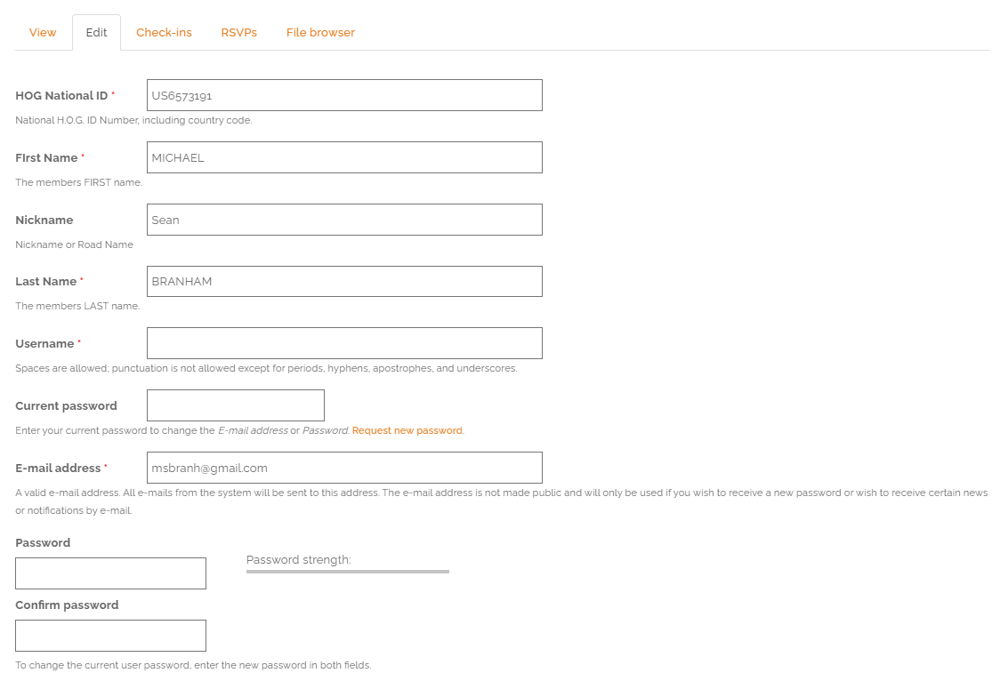 View Edit Check-ins RSVPs File browser
HOG National ID * US6573191
National H.O.G. ID Number, including country code.
FIrst Name * MICHAEL
The members FIRST name.
Nickname Sean
Nickname or Road Name
Last Name * BRANHAM
The members LAST name.
Username *
Spaces are allowed; punctuation is not allowed except for periods, hyphens, apostrophes, and underscores.
Current password
Enter your current password to change the E-mail address or Password. Request new password.
E-mail address * msbranh@gmail.com
A valid e-mail address. All e-mails from the system will be sent to this address. The e-mail address is not made public and will only be used if you wish to receive a new password or wish to receive certain news
or notifications by e-mail.
Password
Password strength:
Confirm password
To change the current user password, enter the new password in both fields.